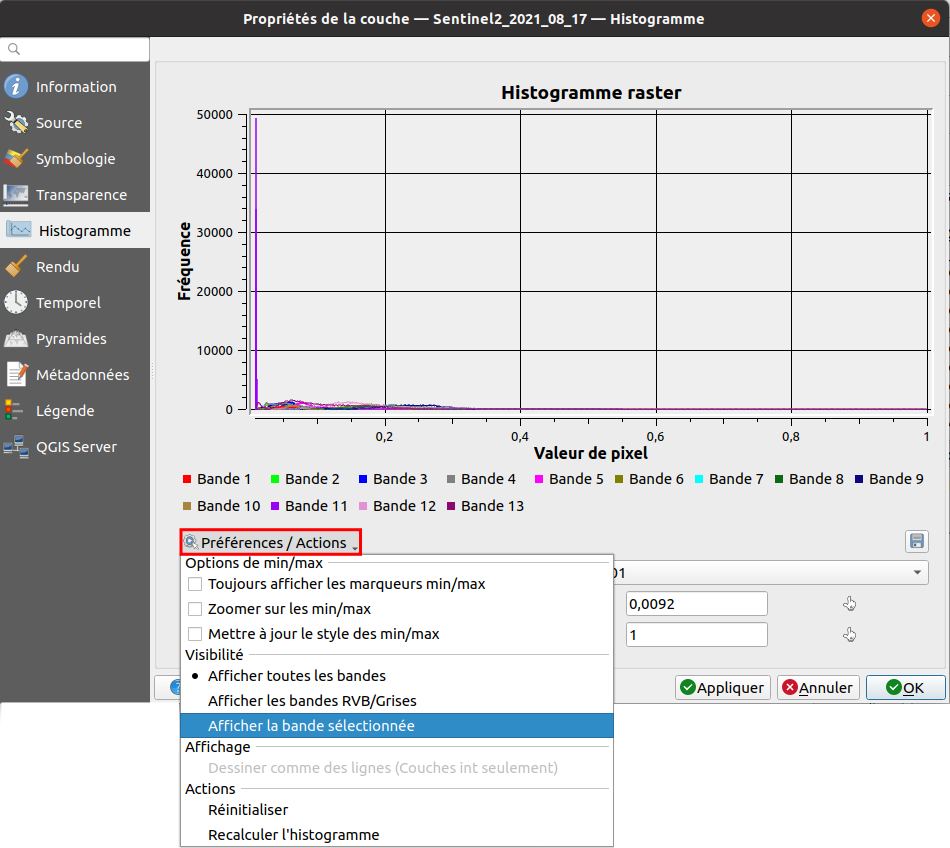 Propriétés de la couche — Sentinel2_2021_08_17 — Histogramme
Information
Source
Symbologie
Transparence
Histogramme
Rendu
Temporel
Pyramides
Métadonnées
Légende
QGIS Server
Histogramme raster
Fréquence
50000
40000
30000
20000
10000
0
0,2 0,4 0,6 0,8 1
Valeur de pixel
Bande 1 Bande 2 Bande 3 Bande 4 Bande 5 Bande 6 Bande 7 Bande 8 Bande 9
Bande 10 Bande 11 Bande 12 Bande 13
Préférences / Actions
Options de min/max
Toujours afficher les marqueurs min/max
Zoomer sur les min/max
Mettre à jour le style des min/max
Visibilité
Afficher toutes les bandes
Afficher les bandes RVB/Grises
Afficher la bande sélectionnée
Affichage
Dessiner comme des lignes (Couches int seulement)
Actions
Réinitialiser
Recalculer l'histogramme
0,0092
1
Appliquer Annuler OK